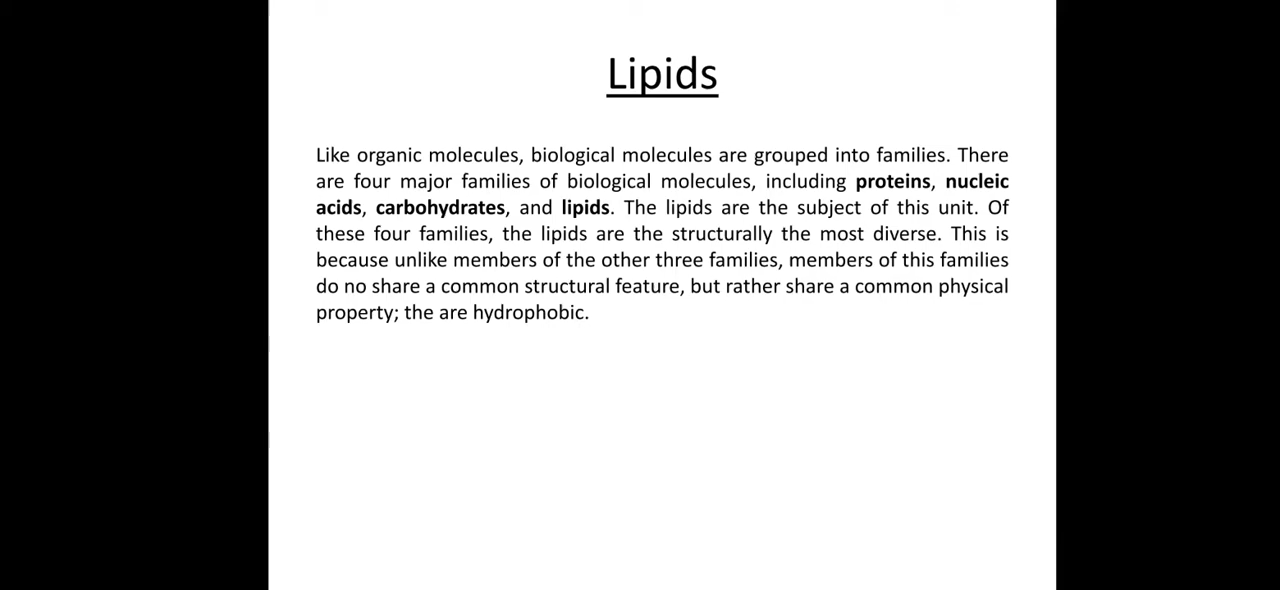 Lipids
Like organic molecules, biological molecules are grouped into families. There
are four major families of biological molecules, including proteins, nucleic
acids, carbohydrates, and lipids. The lipids are the subject of this unit. Of
these four families, the lipids are the structurally the most diverse. This is
because unlike members of the other three families, members of this families
do no share a common structural feature, but rather share a common physical
property; the are hydrophobic.